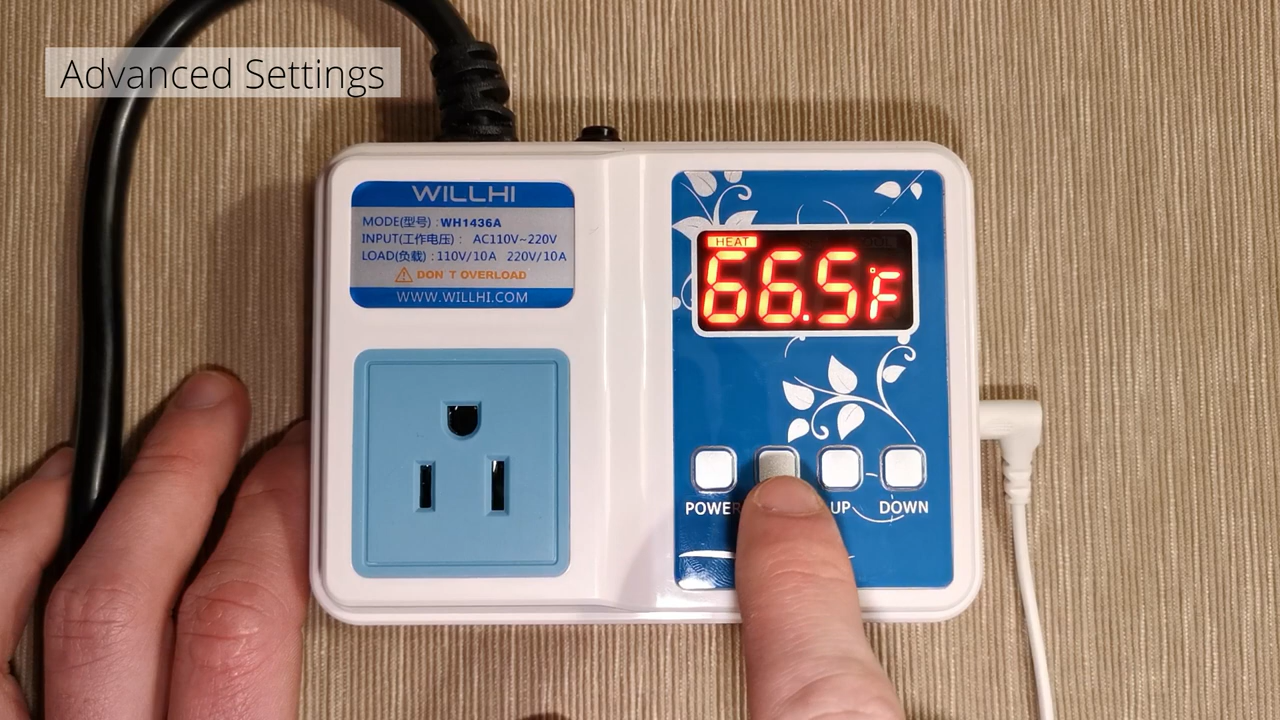 Advanced Settings
WILLHI
MODE(型号) : WH1436A
INPUT(工作电压) : AC110V~220V
LOAD(负载) : 110V/10A 220V/10A
DON'T OVERLOAD
WWW.WILLHI.COM
HEAT
66.5°F
POWER UP DOWN